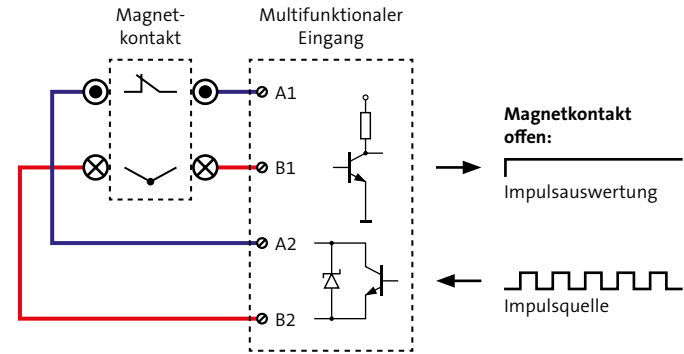 Magnet-
kontakt
Multifunktionaler
Eingang
A1
B1
A2
B2
Magnetkontakt
offen:
Impulsauswertung
Impulsquelle